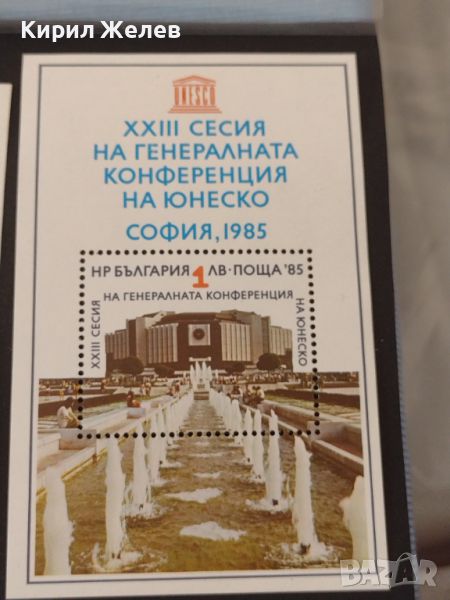 Кирил Желев
UNESCO
XXIII СЕСИЯ
НА ГЕНЕРАЛНАТА
КОНФЕРЕНЦИЯ
НА ЮНЕСКО
СОФИЯ, 1985
НР БЪЛГАРИЯ 1 ЛВ·ПОЩА '85
XXIII СЕСИЯ
НА ГЕНЕРАЛНАТА КОНФЕРЕНЦИЯ
НА ЮНЕСКО
BAZAR